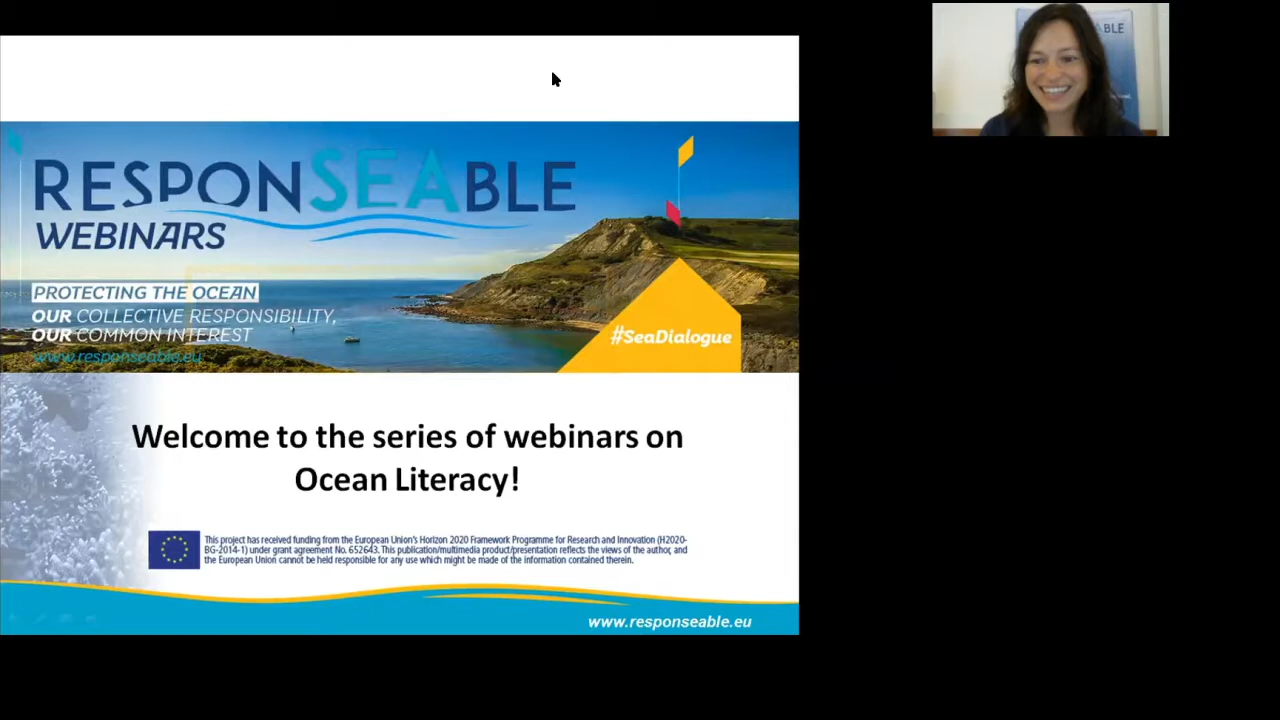 RESPONSEABLE
WEBINARS
PROTECTING THE OCEAN
OUR COLLECTIVE RESPONSIBILITY,
OUR COMMON INTEREST
www.responseable.eu
#SeaDialogue
Welcome to the series of webinars on
Ocean Literacy!
This project has received funding from the European Union's Horizon 2020 Framework Programme for Research and Innovation (H2020-
BG-2014-1) under grant agreement No. 652643. This publication/multimedia product/presentation reflects the views of the author, and
the European Union cannot be held responsible for any use which might be made of the information contained therein.
www.responseable.eu
ABLE